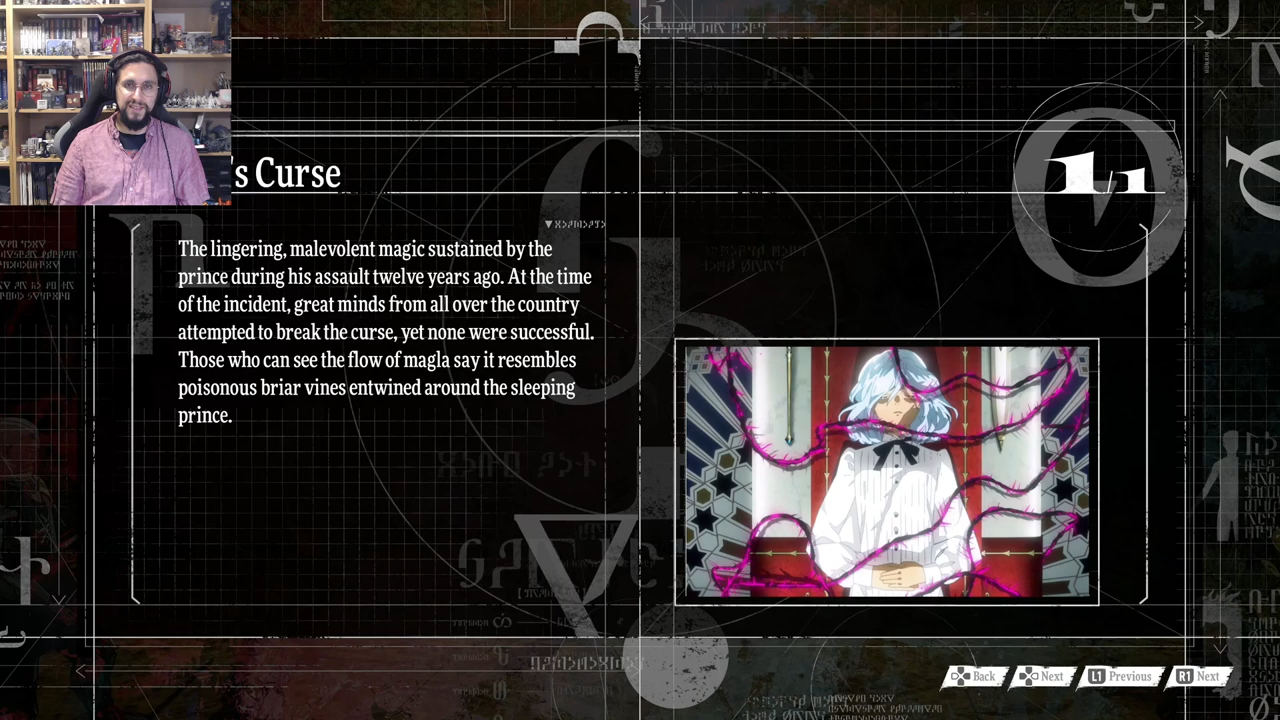 's Curse
1/1
The lingering, malevolent magic sustained by the
prince during his assault twelve years ago. At the time
of the incident, great minds from all over the country
attempted to break the curse, yet none were successful.
Those who can see the flow of magla say it resembles
poisonous briar vines entwined around the sleeping
prince.
Back Next L1 Previous R1 Next